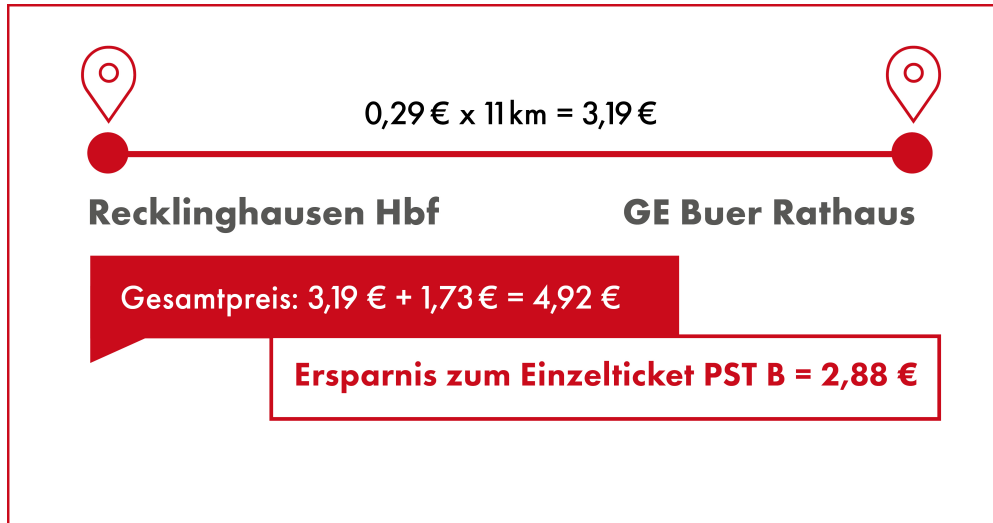 0,29 € x 11 km = 3,19 €
Recklinghausen Hbf
GE Buer Rathaus
Gesamtpreis: 3,19 € + 1,73 € = 4,92 €
Ersparnis zum Einzelticket PST B = 2,88 €